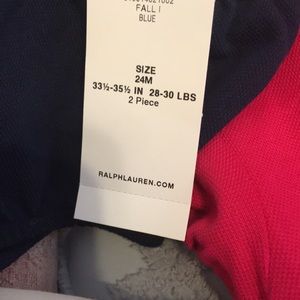 FALL I
BLUE
SIZE
24M
33½-35½ IN 28-30 LBS
2 Piece
RALPHLAUREN.COM